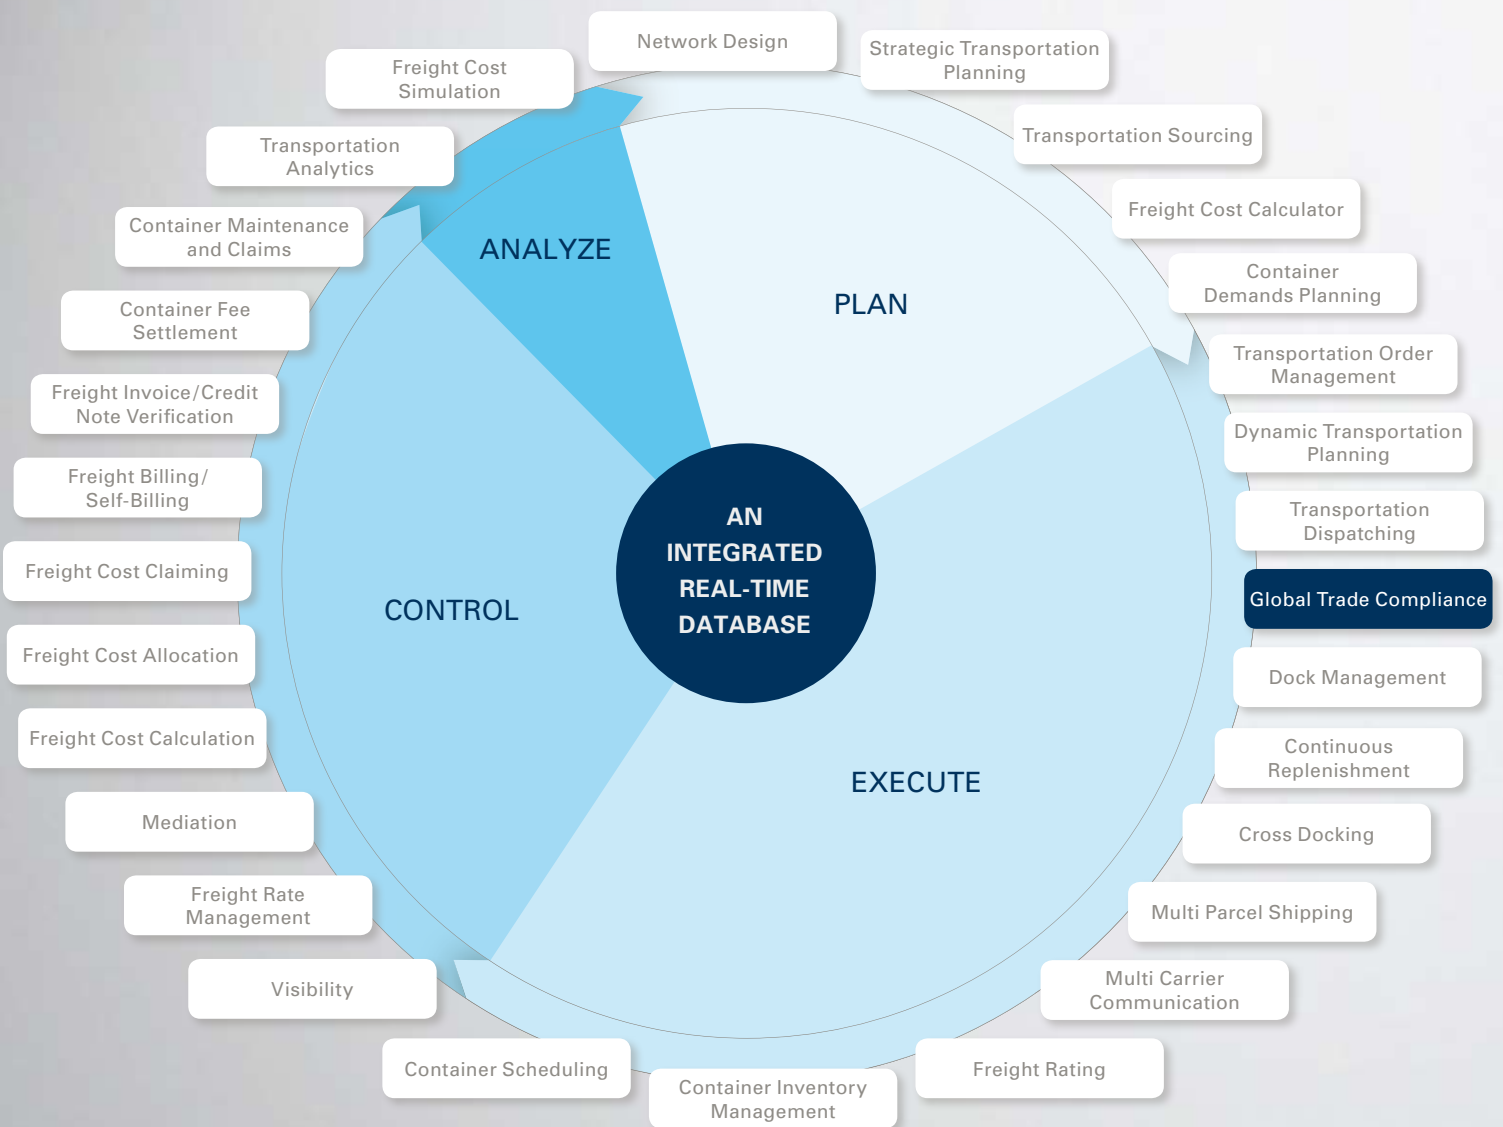 Network Design
Strategic Transportation
Planning
Transportation Sourcing
Freight Cost Calculator
Container
Demands Planning
Transportation Order
Management
Dynamic Transportation
Planning
Transportation
Dispatching
Global Trade Compliance
Dock Management
Continuous
Replenishment
Cross Docking
Multi Parcel Shipping
Multi Carrier
Communication
Freight Rating
Container Inventory
Management
Container Scheduling
Visibility
Freight Rate
Management
Mediation
Freight Cost Calculation
Freight Cost Allocation
Freight Cost Claiming
Freight Billing/
Self-Billing
Freight Invoice/Credit
Note Verification
Container Fee
Settlement
Container Maintenance
and Claims
Transportation
Analytics
Freight Cost
Simulation
ANALYZE
PLAN
EXECUTE
CONTROL
AN
INTEGRATED
REAL-TIME
DATABASE